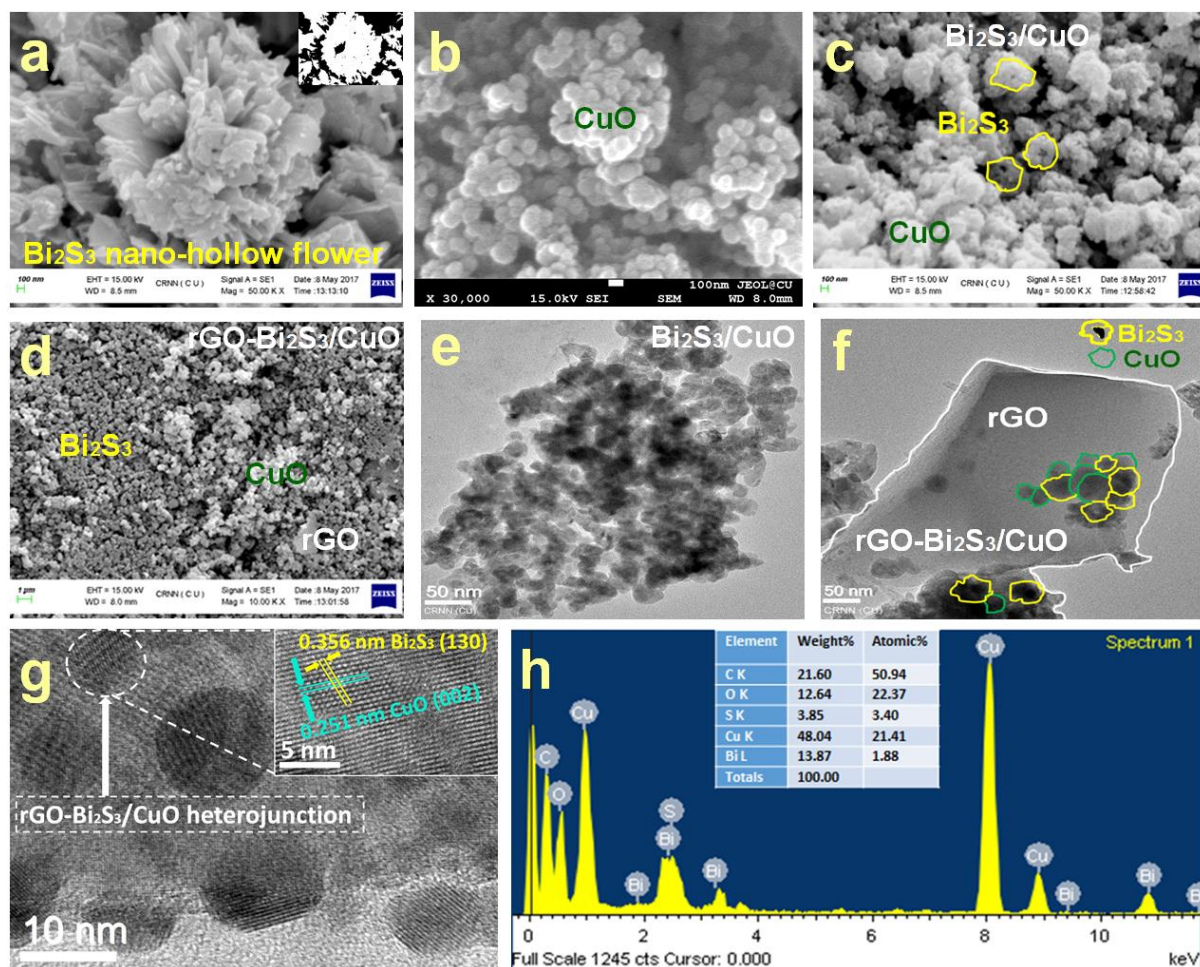 a
Bi₂S₃ nano-hollow flower
100 nm
EHT = 15.00 kV
WD = 8.5 mm
CRNN ( C U )
Signal A = SE1
Mag = 50.00 K X
Date :8 May 2017
Time :13:13:10
ZEISS
b
CuO
100nm JEOL@CU
X 30,000
15.0kV SEI
SEM
WD 8.0mm
c
Bi₂S₃/CuO
Bi₂S₃
CuO
100 nm
EHT = 15.00 kV
WD = 8.5 mm
CRNN ( C U )
Signal A = SE1
Mag = 50.00 K X
Date :8 May 2017
Time :12:58:42
ZEISS
d
rGO-Bi₂S₃/CuO
Bi₂S₃
CuO
rGO
1 µm
EHT = 15.00 kV
WD = 8.0 mm
CRNN ( C U )
Signal A = SE1
Mag = 10.00 K X
Date :8 May 2017
Time :13:01:58
ZEISS
e
Bi₂S₃/CuO
50 nm
CRNN (CU)
f
Bi₂S₃
CuO
rGO
rGO-Bi₂S₃/CuO
50 nm
CRNN (CU)
g
0.356 nm Bi₂S₃ (130)
0.251 nm CuO (002)
5 nm
rGO-Bi₂S₃/CuO heterojunction
10 nm
h
Element Weight% Atomic%
C K 21.60 50.94
O K 12.64 22.37
S K 3.85 3.40
Cu K 48.04 21.41
Bi L 13.87 1.88
Totals 100.00
Spectrum 1
C
O
Cu
Bi
S
Bi
Bi
Cu
Cu
Bi
Bi
0 2 4 6 8 10
Full Scale 1245 cts Cursor: 0.000
keV